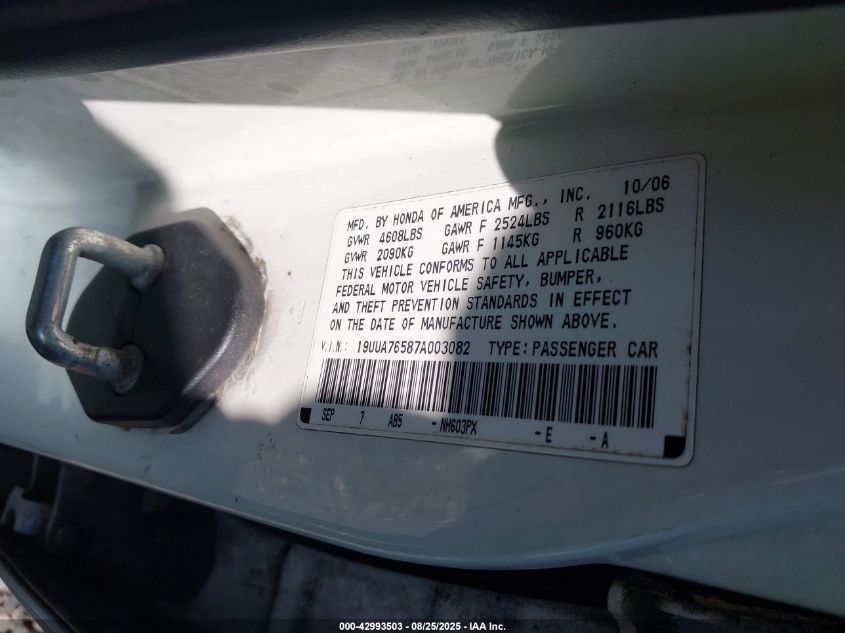 MFD. BY HONDA OF AMERICA MFG., INC. 10/06
GVWR 4608LBS GAWR F 2524LBS R 2116LBS
GVWR 2090KG GAWR F 1145KG R 960KG
THIS VEHICLE CONFORMS TO ALL APPLICABLE
FEDERAL MOTOR VEHICLE SAFETY, BUMPER,
AND THEFT PREVENTION STANDARDS IN EFFECT
ON THE DATE OF MANUFACTURE SHOWN ABOVE.
V.I.N.: 19UUA76587A003082 TYPE: PASSENGER CAR
SEP 7 AB5 -NH603PX -E -A
000-42993503 - 08/25/2025 - IAA Inc.